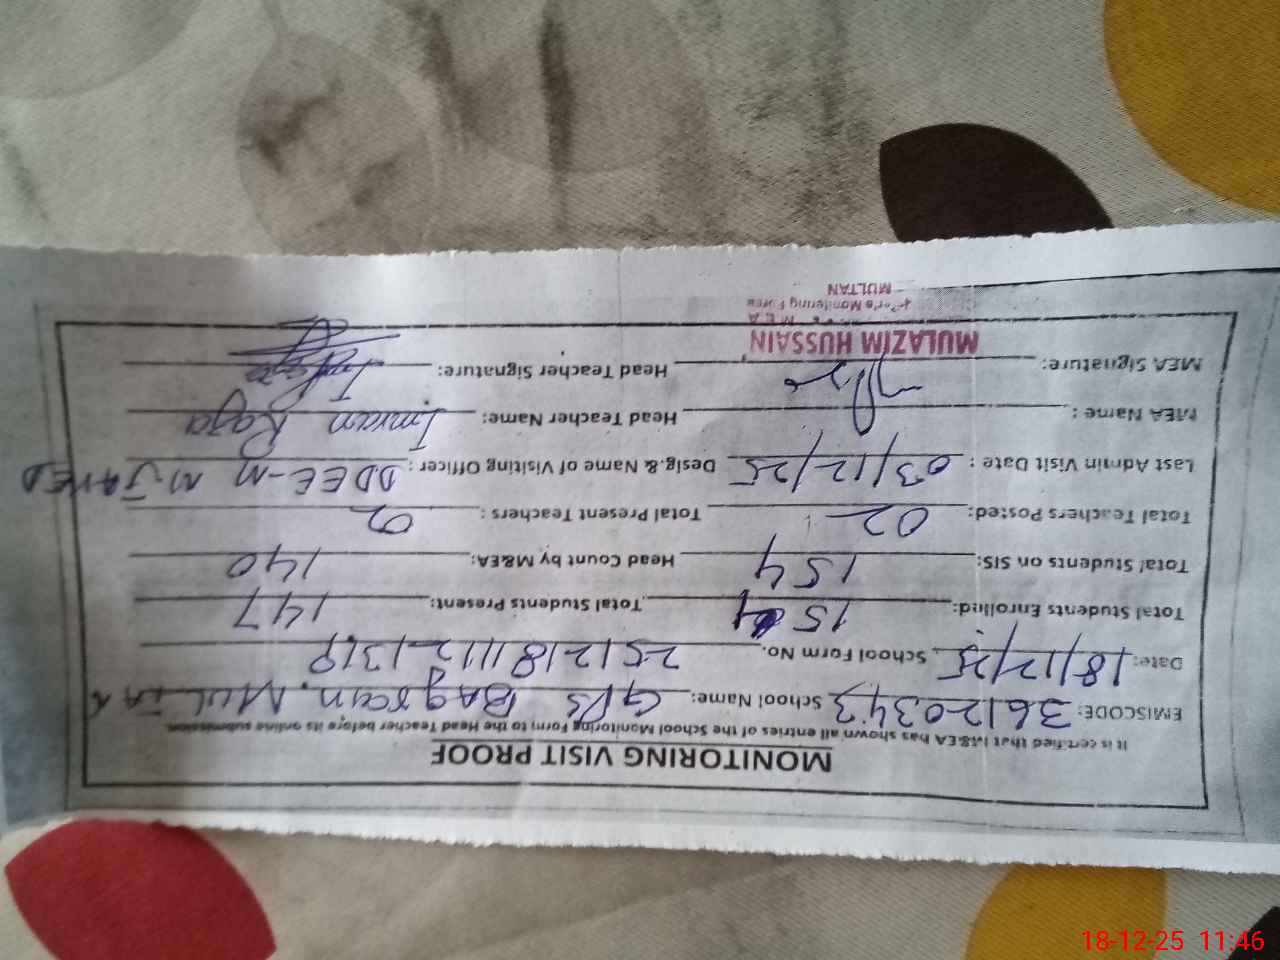 MONITORING VISIT PROOF
It is certified that M&EA has shown all entries of the School Monitoring Form to the Head Teacher before its online submission.
EMISCODE: 36120343 School Name: GPS Bagrain. MULTAN
Date: 18/12/25 School Form No.
Total Students Enrolled: 154 Total Students Present: 147
Total Students on SIS: 154 Head Count by M&EA: 140
Total Teachers Posted: 02 Total Present Teachers: 02
Last Admin Visit Date: 03/12/25 Desig.& Name of Visiting Officer: DDEE-M M. JAVED
MEA Name: Head Teacher Name: Imran Raza
MEA Signature: Head Teacher Signature:
MULAZIM HUSSAIN
M E A
Monitoring Force
MULTAN
18-12-25 11:46